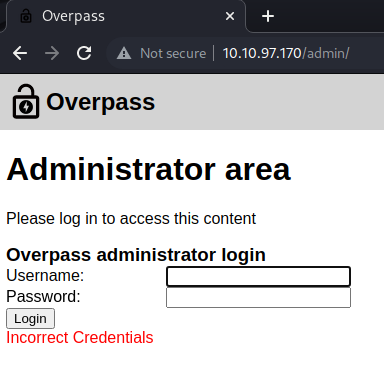 Overpass
Not secure 10.10.97.170/admin/
Overpass
Administrator area
Please log in to access this content
Overpass administrator login
Username:
Password:
Login
Incorrect Credentials